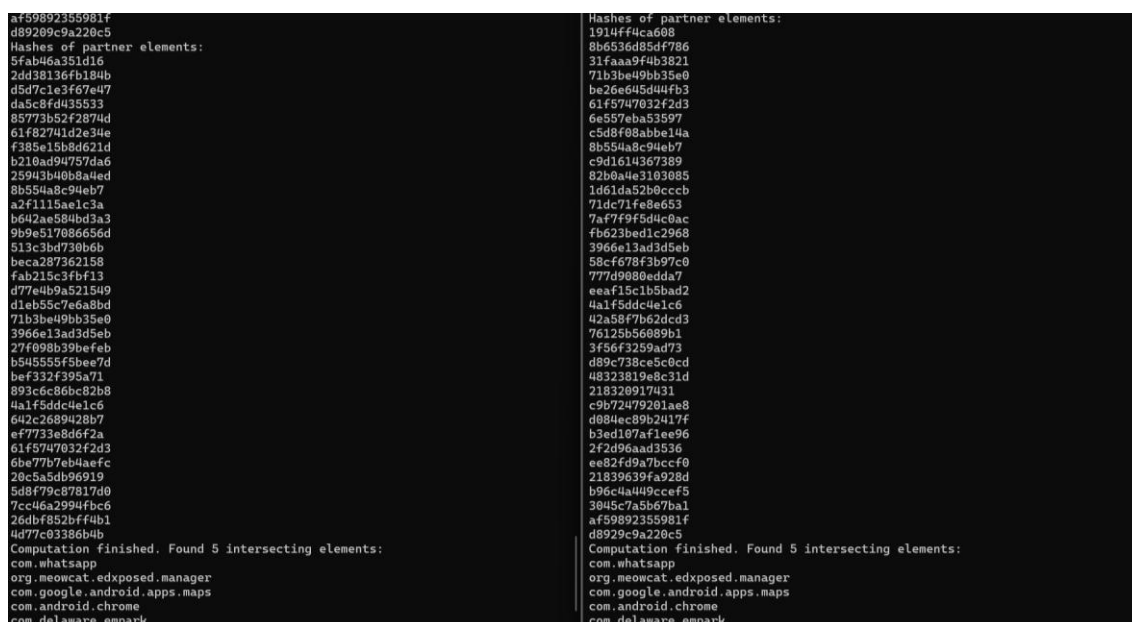 af59892355981f
d89209c9a220c5
Hashes of partner elements:
5fab46a351d16
2dd38136fb184b
d5d7c1e3f67e47
da5c8fd435533
85773b52f2874d
61f82741d2e34e
f385e15b8d621d
b210ad94757da6
25943b40b8a4ed
8b554a8c94eb7
a2f1115ae1c3a
b642ae584bd3a3
9b9e517086656d
513c3bd730b6b
beca287362158
fab215c3fbf13
d77e4b9a521549
d1eb55c7e6a8bd
71b3be49bb35e0
3966e13ad3d5eb
27f098b39befeb
b545555f5bee7d
bef332f395a71
893c6c86bc82b8
4a1f5ddc4e1c6
642c2689428b7
ef7733e8d6f2a
61f5747032f2d3
6be77b7eb4aefc
20c5a5db96919
5d8f79c87817d0
7cc46a2994fbc6
26dbf852bff4b1
4d77c03386b4b
Computation finished. Found 5 intersecting elements:
com.whatsapp
org.meowcat.edxposed.manager
com.google.android.apps.maps
com.android.chrome
com.delaware.empark
Hashes of partner elements:
1914ff4ca608
8b6536d85df786
31faaa9f4b3821
71b3be49bb35e0
be26e645d44fb3
61f5747032f2d3
6e557eba53597
c5d8f08abbe14a
8b554a8c94eb7
c9d1614367389
82b0a4e3103085
1d61da52b0cccb
71dc71fe8e653
7af7f9f5d4c0ac
fb623bed1c2968
3966e13ad3d5eb
58cf678f3b97c0
777d9080edda7
eeaf15c1b5bad2
4a1f5ddc4e1c6
42a58f7b62dcd3
76125b56089b1
3f56f3259ad73
d89c738ce5c0cd
48323819e8c31d
218320917431
c9b72479201ae8
d084ec89b2417f
b3ed107af1ee96
2f2d96aad3536
ee82fd9a7bccf0
21839639fa928d
b96c4a449ccef5
3045c7a5b67ba1
af59892355981f
d8929c9a220c5
Computation finished. Found 5 intersecting elements:
com.whatsapp
org.meowcat.edxposed.manager
com.google.android.apps.maps
com.android.chrome
com.delaware.empark